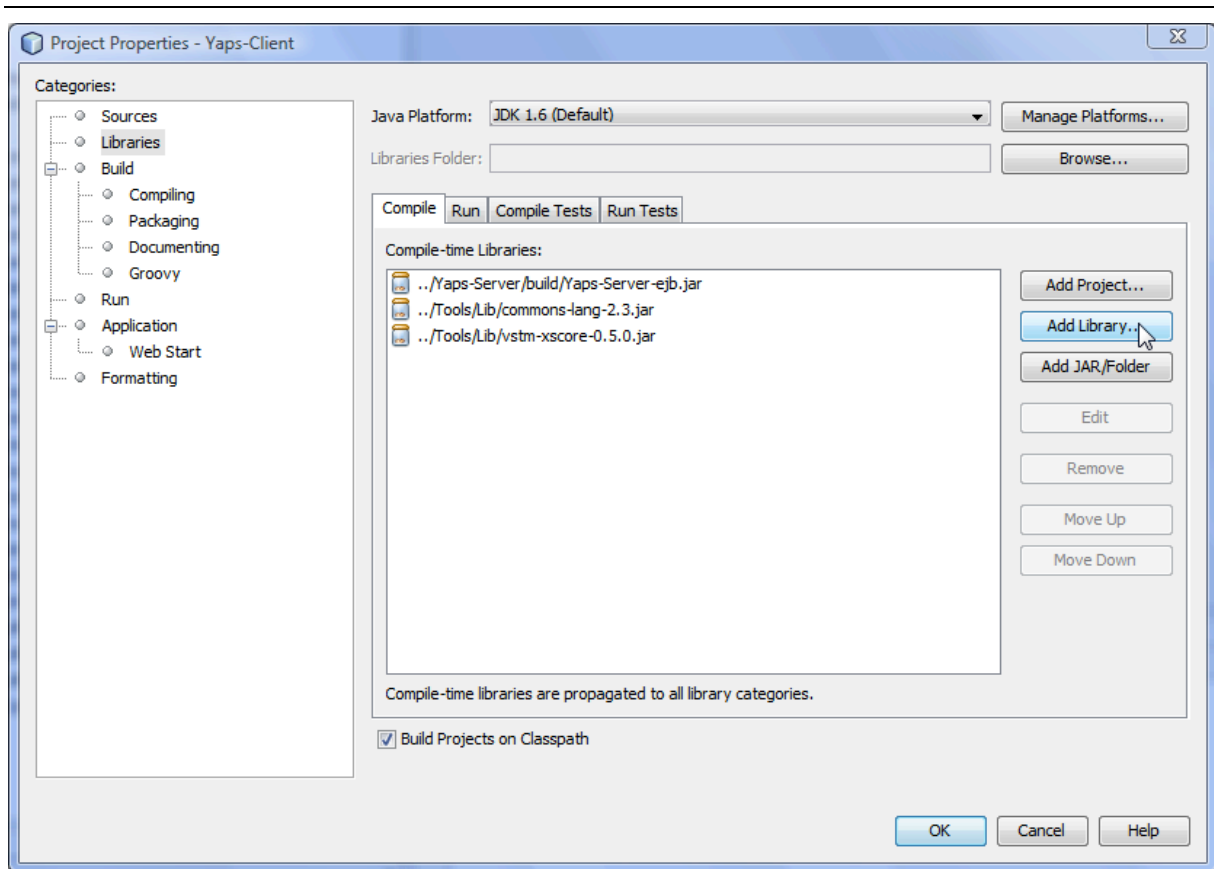 Project Properties - Yaps-Client
Categories:
Sources
Libraries
Build
Compiling
Packaging
Documenting
Groovy
Run
Application
Web Start
Formatting
Java Platform: JDK 1.6 (Default) Manage Platforms...
Libraries Folder: Browse...
Compile Run Compile Tests Run Tests
Compile-time Libraries:
../Yaps-Server/build/Yaps-Server-ejb.jar
../Tools/Lib/commons-lang-2.3.jar
../Tools/Lib/vstm-xscore-0.5.0.jar
Add Project...
Add Library...
Add JAR/Folder
Edit
Remove
Move Up
Move Down
Compile-time libraries are propagated to all library categories.
Build Projects on Classpath
OK Cancel Help